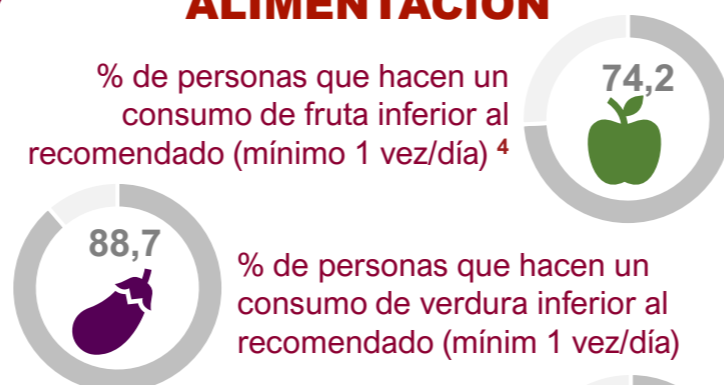 ALIMENTACIÓN
% de personas que hacen un
consumo de fruta inferior al
recomendado (mínimo 1 vez/día) ⁴
74,2
88,7
% de personas que hacen un
consumo de verdura inferior al
recomendado (mínim 1 vez/día)